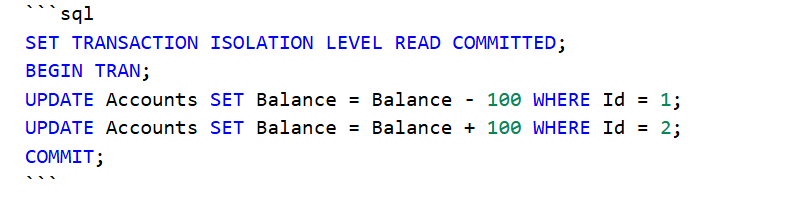 ```sql
SET TRANSACTION ISOLATION LEVEL READ COMMITTED;
BEGIN TRAN;
UPDATE Accounts SET Balance = Balance - 100 WHERE Id = 1;
UPDATE Accounts SET Balance = Balance + 100 WHERE Id = 2;
COMMIT;
```